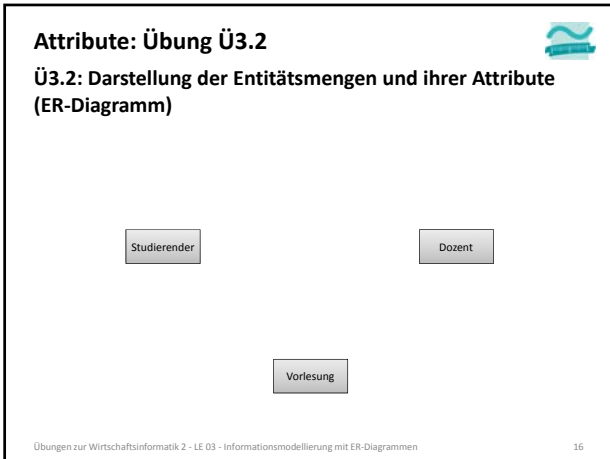 Attribute: Übung Ü3.2
Ü3.2: Darstellung der Entitätsmengen und ihrer Attribute
(ER-Diagramm)
Studierender
Dozent
Vorlesung
Übungen zur Wirtschaftsinformatik 2 - LE 03 - Informationsmodellierung mit ER-Diagrammen
16